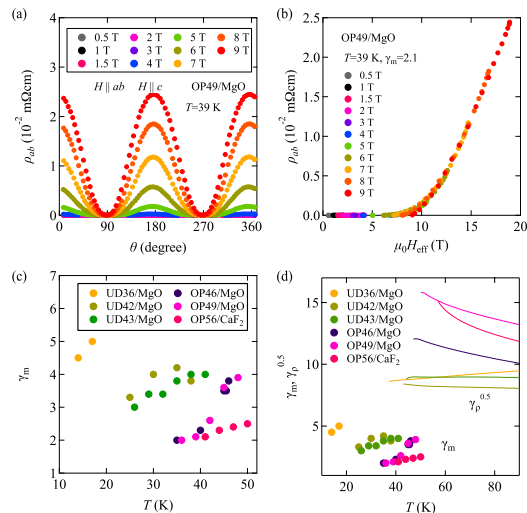 (a)
0.5 T 2 T 5 T 8 T
1 T 3 T 6 T 9 T
1.5 T 4 T 7 T
H || ab H || c OP49/MgO
T=39 K
ρab (10⁻² mΩcm)
4
3
2
1
0
0 90 180 270 360
θ (degree)
(b)
OP49/MgO
T=39 K, γm=2.1
0.5 T
1 T
1.5 T
2 T
3 T
4 T
5 T
6 T
7 T
8 T
9 T
ρab (10⁻² mΩcm)
2.5
2.0
1.5
1.0
0.5
0.0
0 5 10 15 20
μ0Heff (T)
(c)
UD36/MgO OP46/MgO
UD42/MgO OP49/MgO
UD43/MgO OP56/CaF2
γm
7
6
5
4
3
2
1
10 20 30 40 50
T (K)
(d)
UD36/MgO
UD42/MgO
UD43/MgO
OP46/MgO
OP49/MgO
OP56/CaF2
γm, γρ^0.5
15
10
5
γρ^0.5
γm
20 40 60 80 100
T (K)